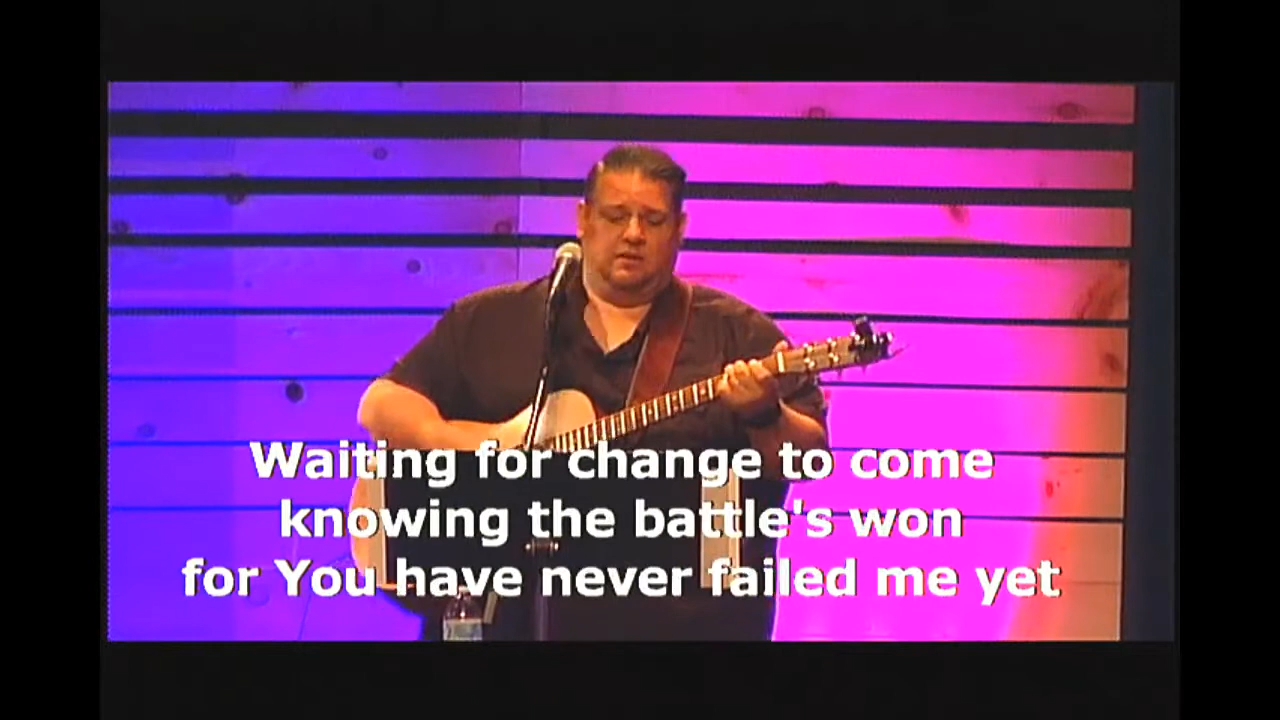 Waiting for change to come
knowing the battle's won
for You have never failed me yet